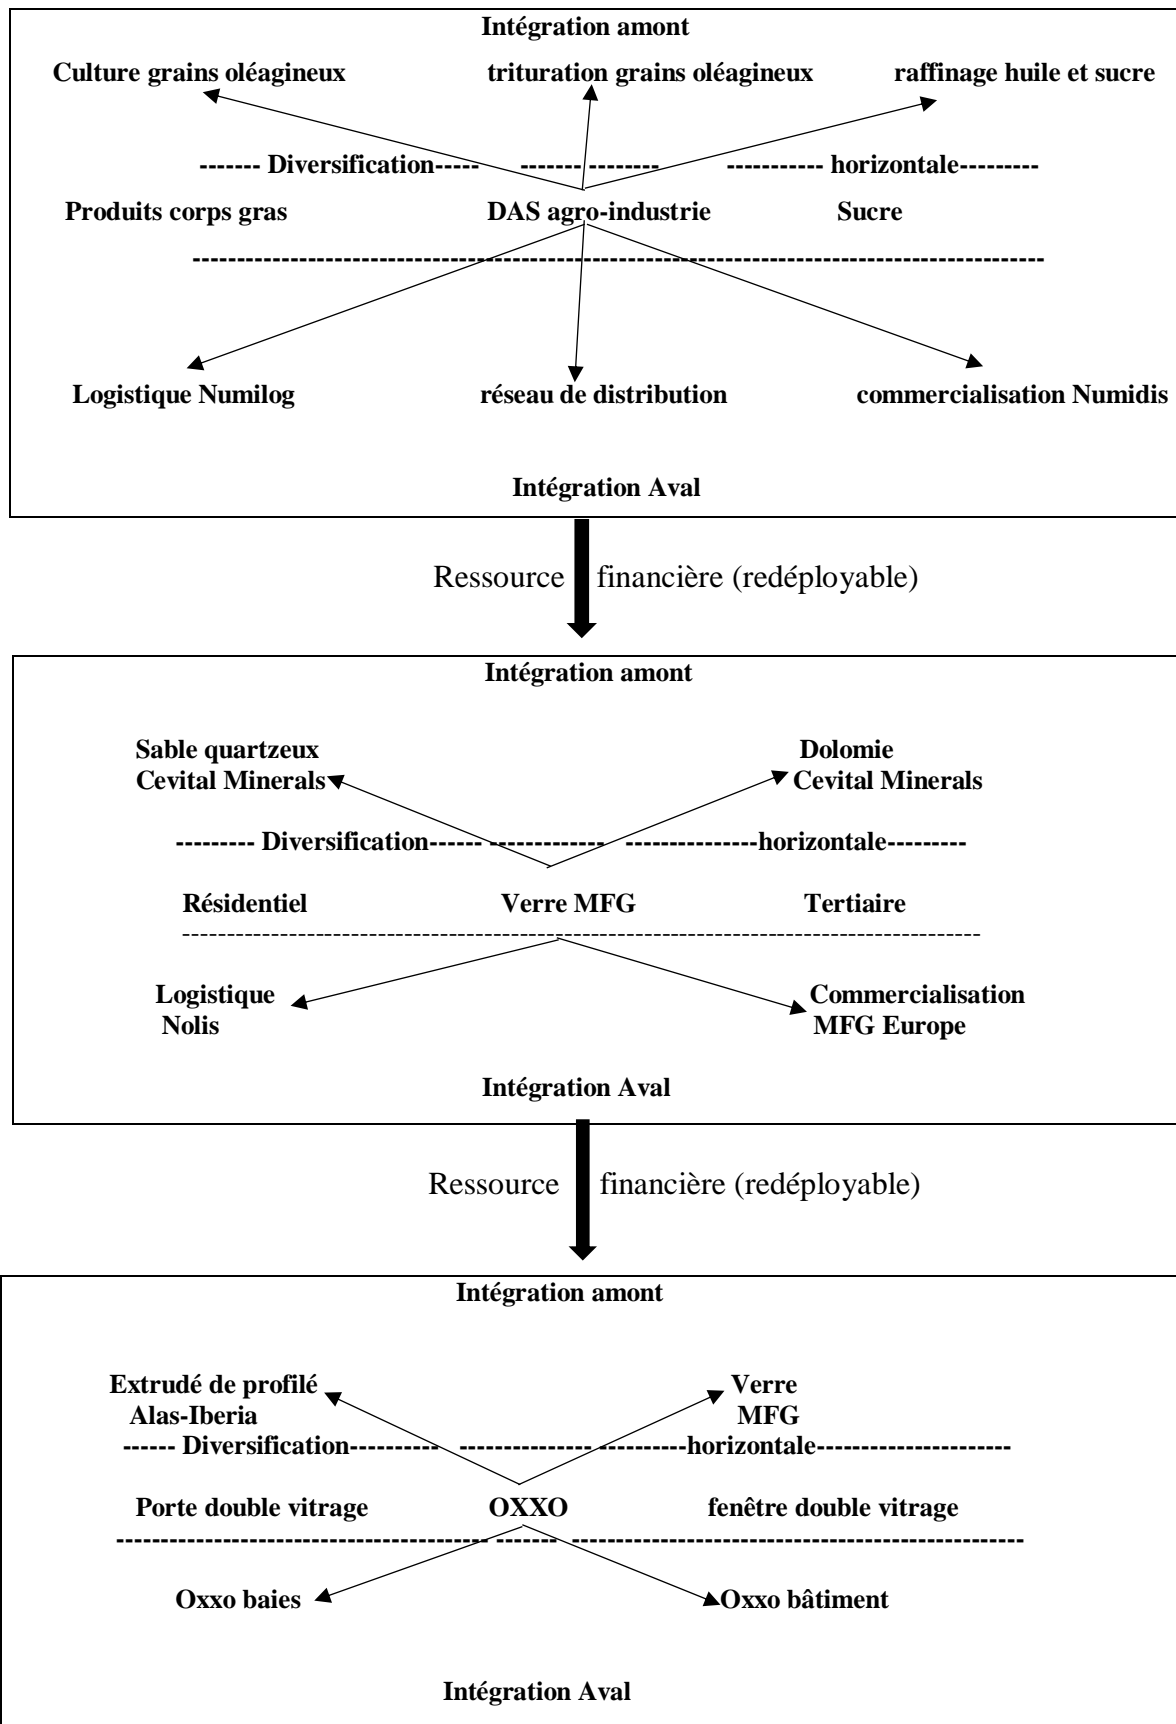 Intégration amont
Culture grains oléagineux trituration grains oléagineux raffinage huile et sucre
------- Diversification----- ------- -------- ----------- horizontale---------
Produits corps gras DAS agro-industrie Sucre
-----------------------------------------------------------------------------------------------
Logistique Numilog réseau de distribution commercialisation Numidis
Intégration Aval
Ressource financière (redéployable)
Intégration amont
Sable quartzeux Dolomie
Cevital Minerals Cevital Minerals
--------- Diversification------ ------------- ---------------horizontale---------
Résidentiel Verre MFG Tertiaire
-----------------------------------------------------------------------------------------
Logistique Commercialisation
Nolis MFG Europe
Intégration Aval
Ressource financière (redéployable)
Intégration amont
Extrudé de profilé Verre
Alas-Iberia MFG
------ Diversification---------- --------------- ----------horizontale----------------------
Porte double vitrage OXXO fenêtre double vitrage
------------------------------------------ ------- ---------------------------------------------------
Oxxo baies Oxxo bâtiment
Intégration Aval